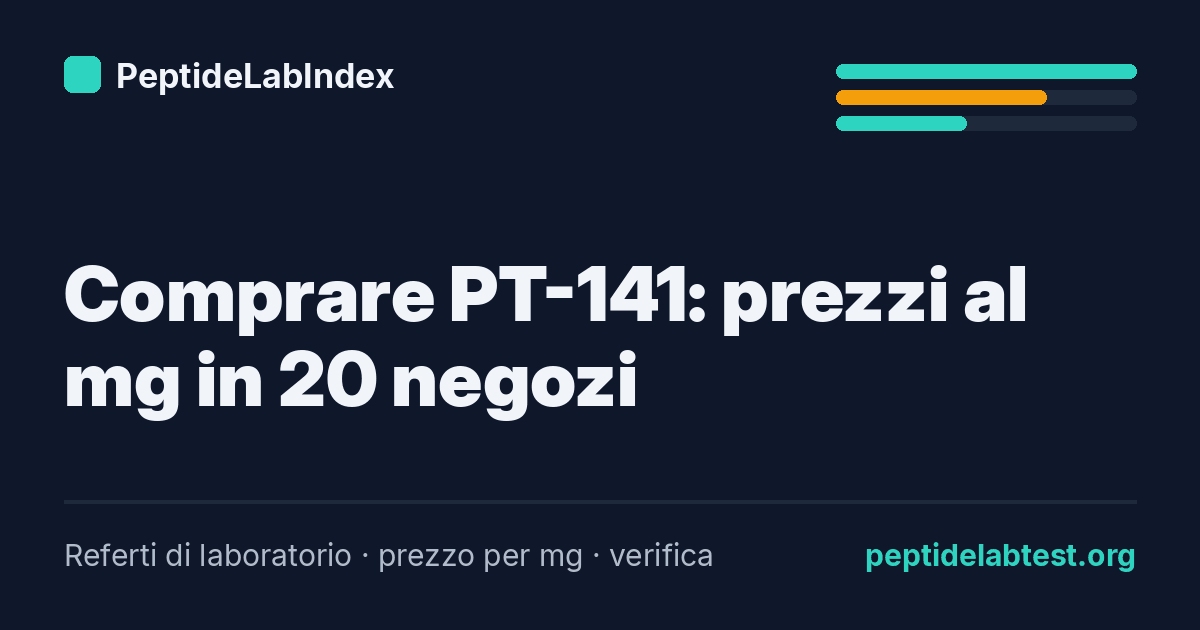 PeptideLabIndex
Comprare PT-141: prezzi al
mg in 20 negozi
Referti di laboratorio · prezzo per mg · verifica
peptidelabtest.org